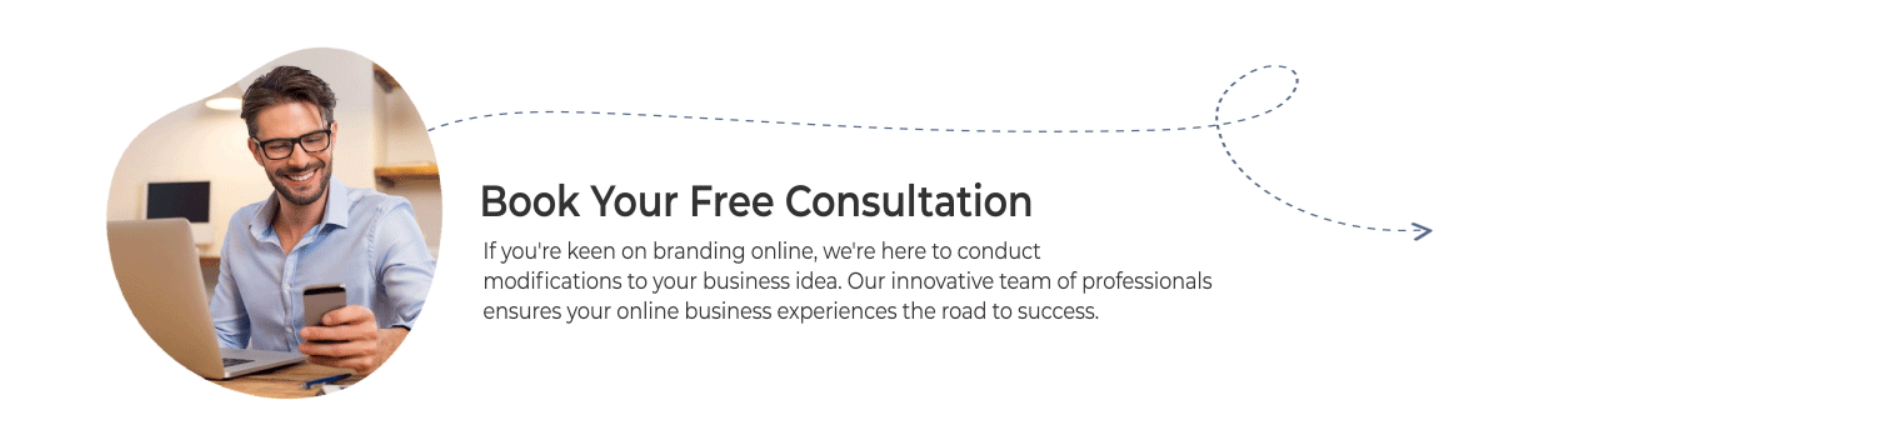 Book Your Free Consultation
If you're keen on branding online, we're here to conduct
modifications to your business idea. Our innovative team of professionals
ensures your online business experiences the road to success.